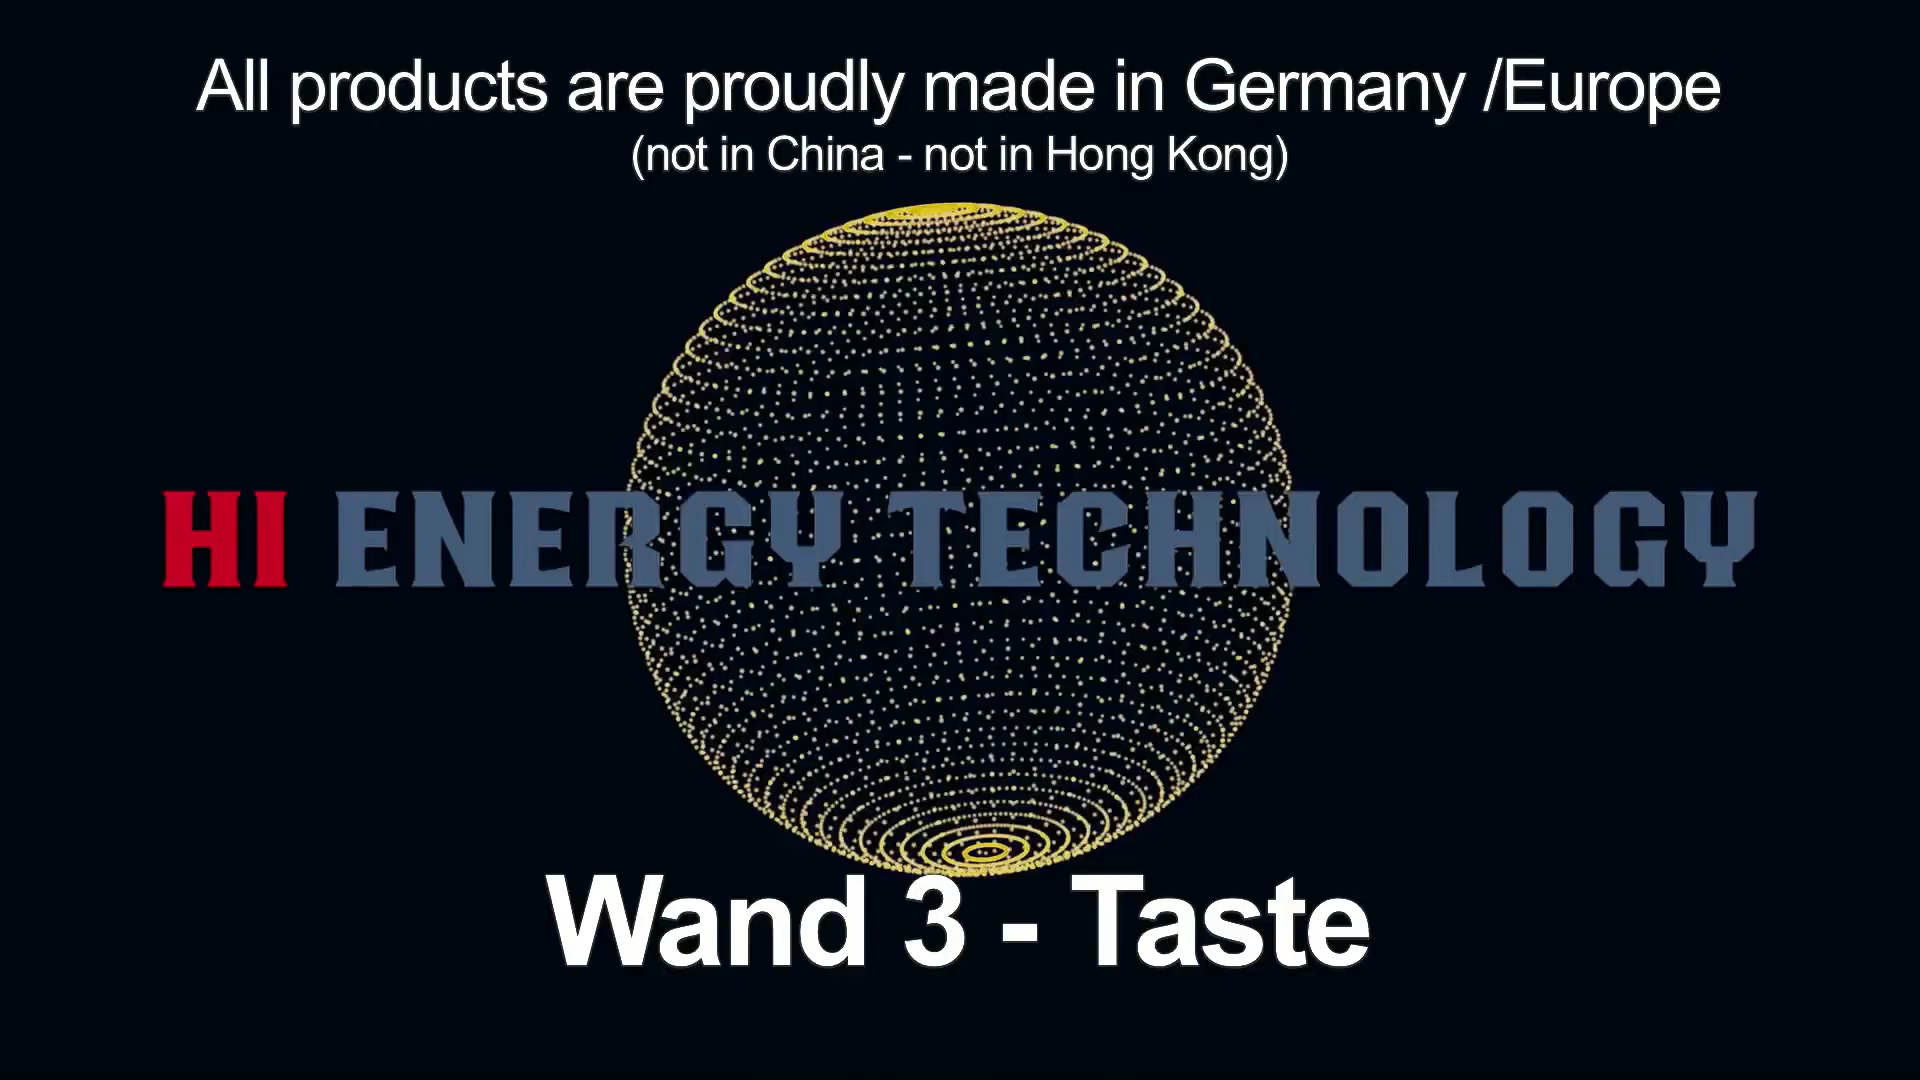 All products are proudly made in Germany /Europe
(not in China - not in Hong Kong)
HI ENERGY TECHNOLOGY
Wand 3 - Taste